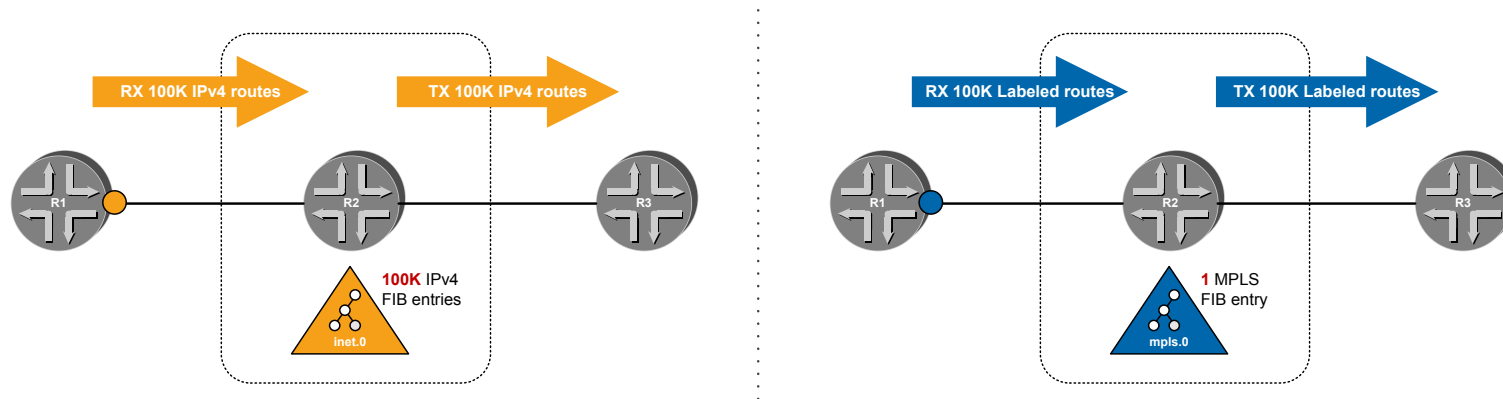 RX 100K IPv4 routes
TX 100K IPv4 routes
R1
R2
R3
100K IPv4
FIB entries
inet.0
RX 100K Labeled routes
TX 100K Labeled routes
R1
R2
R3
1 MPLS
FIB entry
mpls.0